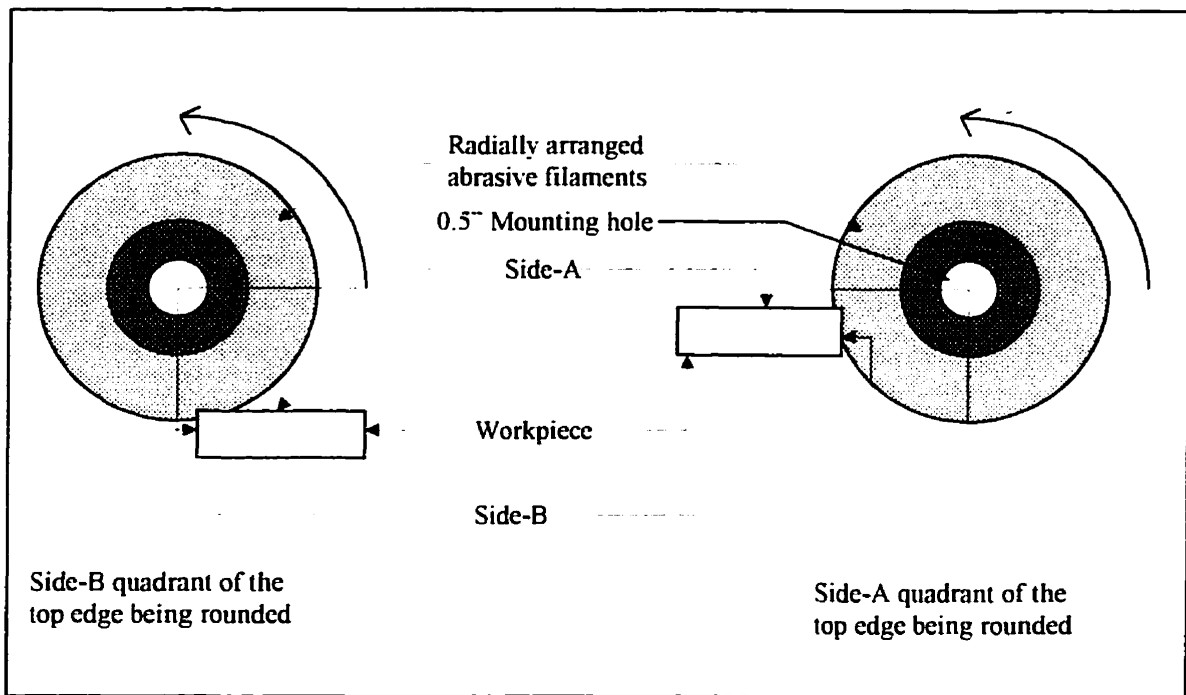 Radially arranged
abrasive filaments
0.5" Mounting hole
Side-A
Workpiece
Side-B
Side-B quadrant of the
top edge being rounded
Side-A quadrant of the
top edge being rounded